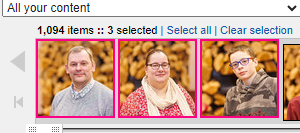 All your content
1,094 items :: 3 selected | Select all | Clear selection